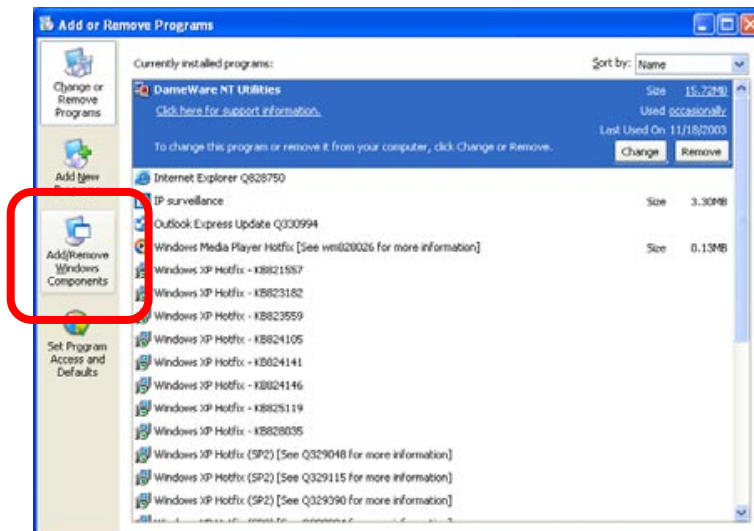 Add or Remove Programs
Change or
Remove
Programs
Add New
Add/Remove
Windows
Components
Set Program
Access and
Defaults
Currently installed programs:
Sort by: Name
DameWare NT Utilities Size 15.72MB
Click here for support information. Used occasionally
Last Used On 11/18/2003
To change this program or remove it from your computer, click Change or Remove. Change Remove
Internet Explorer Q828750
IP surveillance Size 3.30MB
Outlook Express Update Q330994
Windows Media Player Hotfix [See wm828026 for more information] Size 0.13MB
Windows XP Hotfix - KB821557
Windows XP Hotfix - KB823182
Windows XP Hotfix - KB823559
Windows XP Hotfix - KB824105
Windows XP Hotfix - KB824141
Windows XP Hotfix - KB824146
Windows XP Hotfix - KB825119
Windows XP Hotfix - KB828035
Windows XP Hotfix (SP2) [See Q329048 for more information]
Windows XP Hotfix (SP2) [See Q329115 for more information]
Windows XP Hotfix (SP2) [See Q329390 for more information]